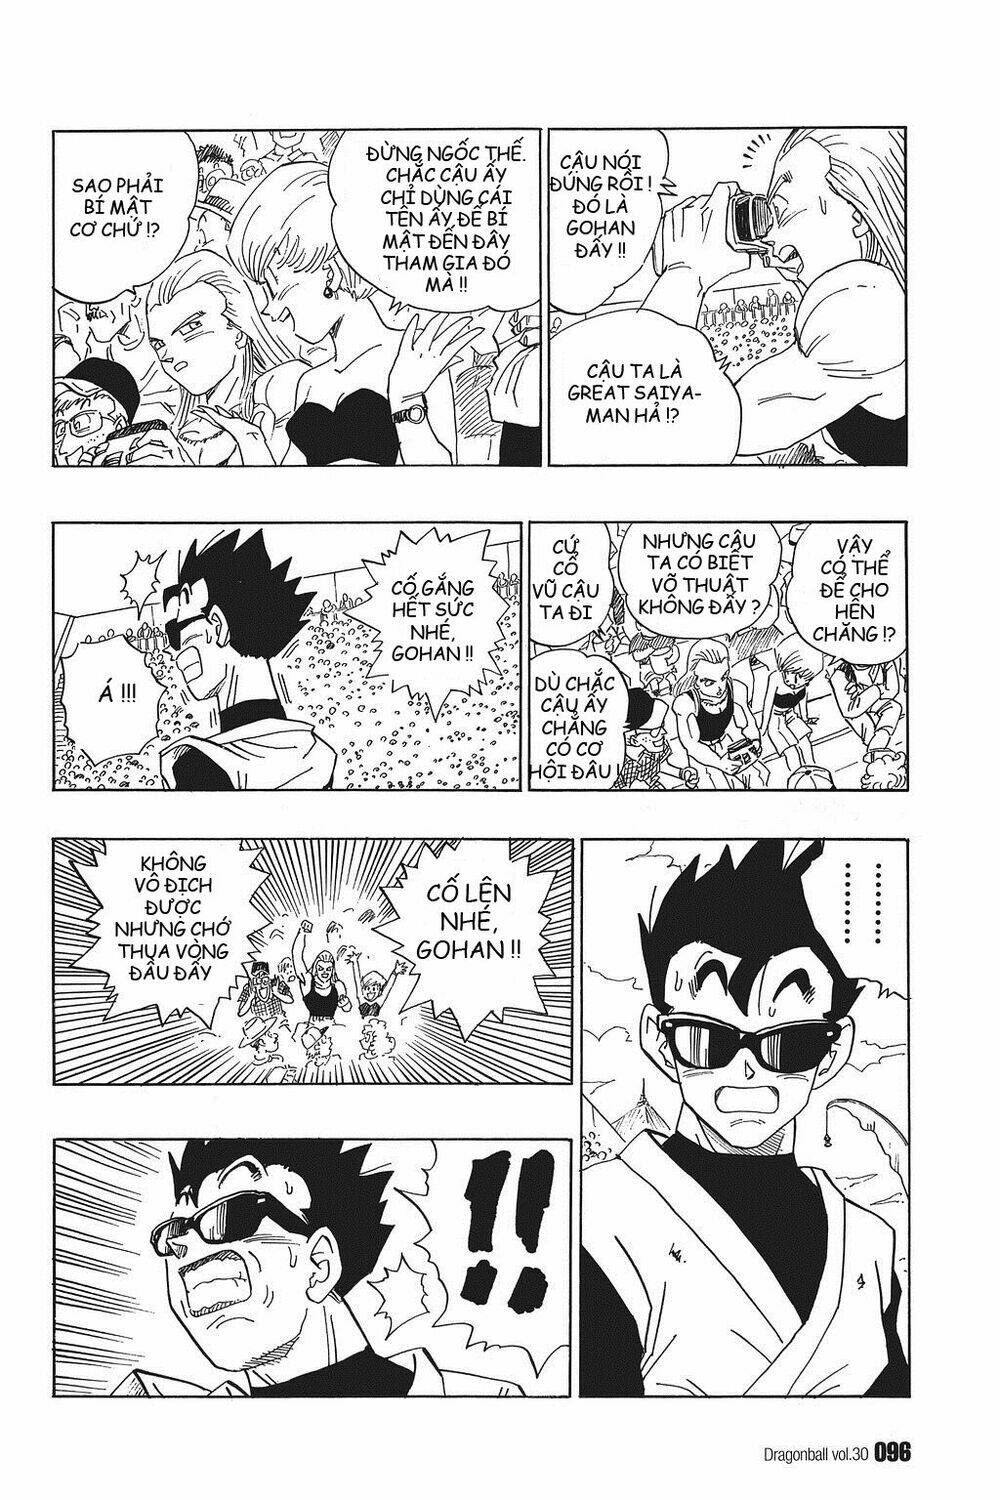 CẬU NÓI
ĐÚNG RỒI !
ĐÓ LÀ
GOHAN
ĐẤY !!
CẬU TA LÀ
GREAT SAIYA-
MAN HẢ !?
ĐỪNG NGỐC THẾ.
CHẮC CẬU ẤY
CHỈ DÙNG CÁI
TÊN ẤY ĐỂ BÍ
MẬT ĐẾN ĐÂY
THAM GIA ĐÓ
MÀ !!
SAO PHẢI
BÍ MẬT
CƠ CHỨ !?
VẬY
CÓ THỂ
ĐỂ CHO
HÊN
CHĂNG !?
NHƯNG CẬU
TA CÓ BIẾT
VÕ THUẬT
KHÔNG ĐẤY ?
CỨ
CỔ
VŨ CẬU
TA ĐI
DÙ CHẮC
CẬU ẤY
CHẲNG
CÓ CƠ
HỘI ĐÂU !
CỐ GẮNG
HẾT SỨC
NHÉ,
GOHAN !!
Á !!!
.......
.......
CỐ LÊN
NHÉ,
GOHAN !!
KHÔNG
VÔ ĐỊCH
ĐƯỢC
NHƯNG CHỚ
THUA VÒNG
ĐẦU ĐẤY
!!
Dragonball vol.30 096